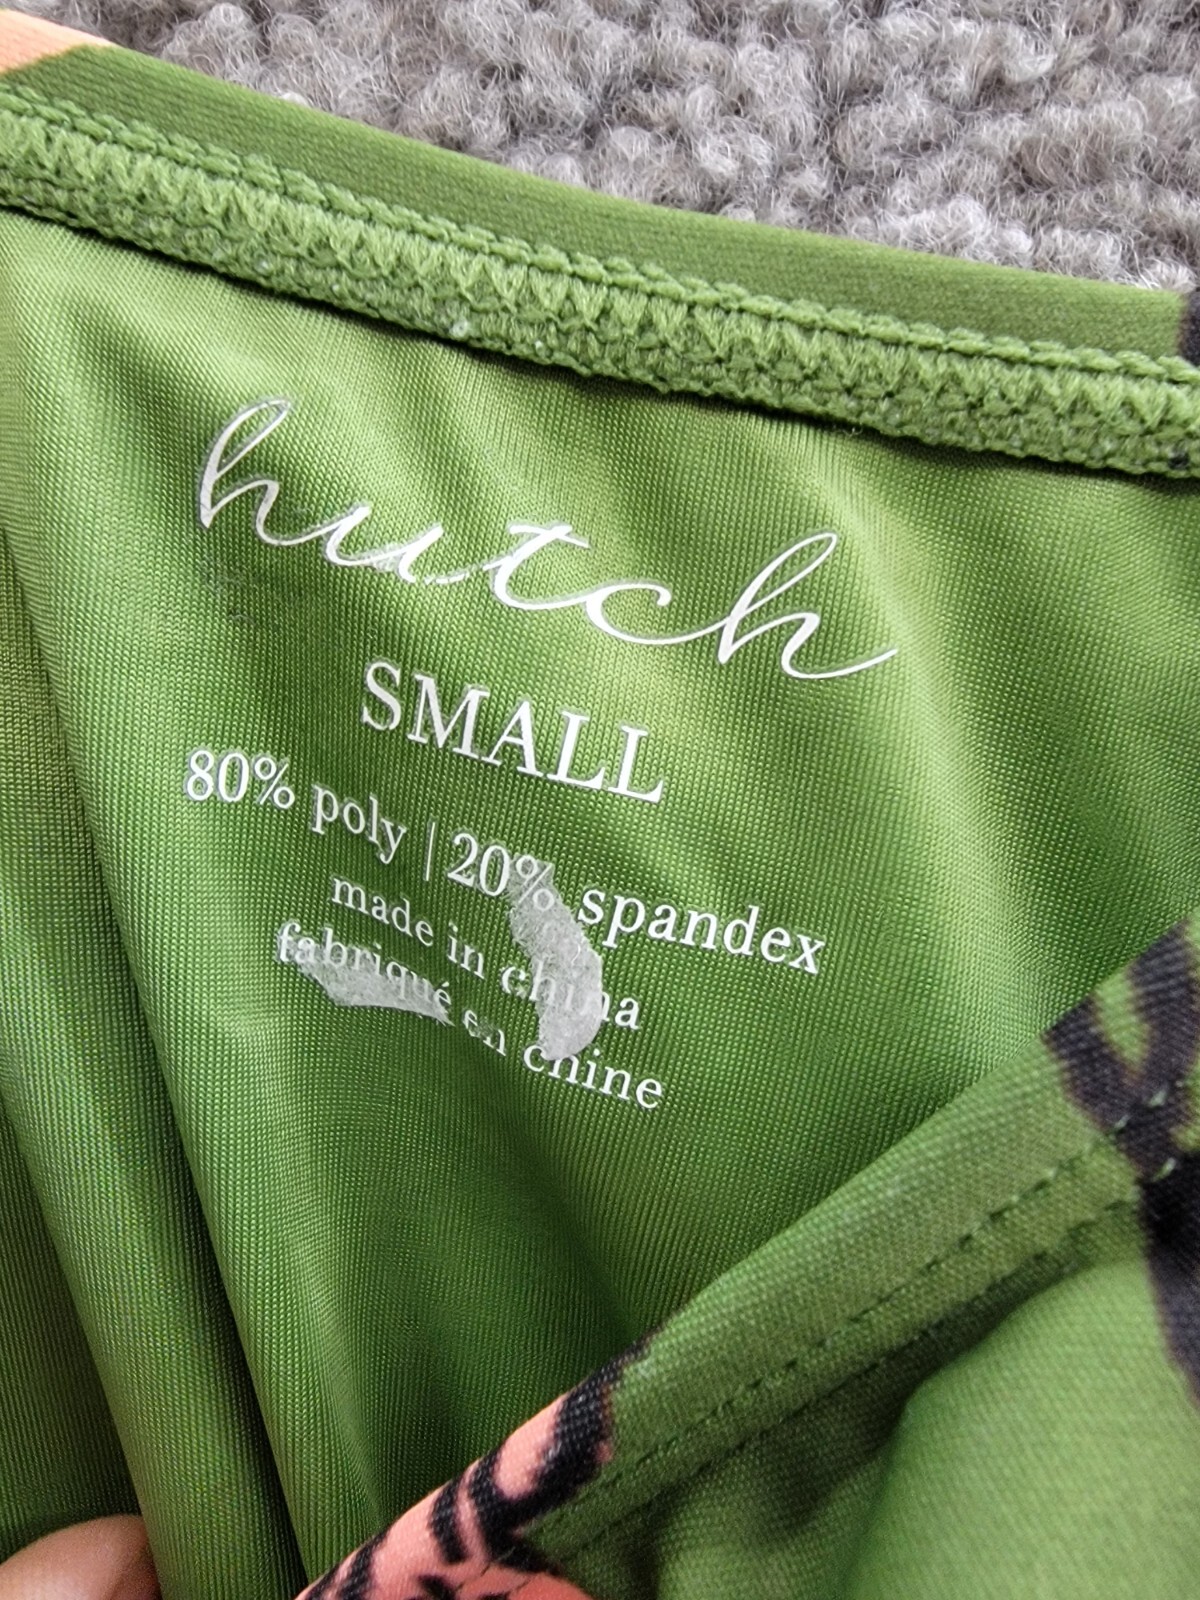 hutch
SMALL
80% poly | 20% spandex
made in china
fabriqué en chine